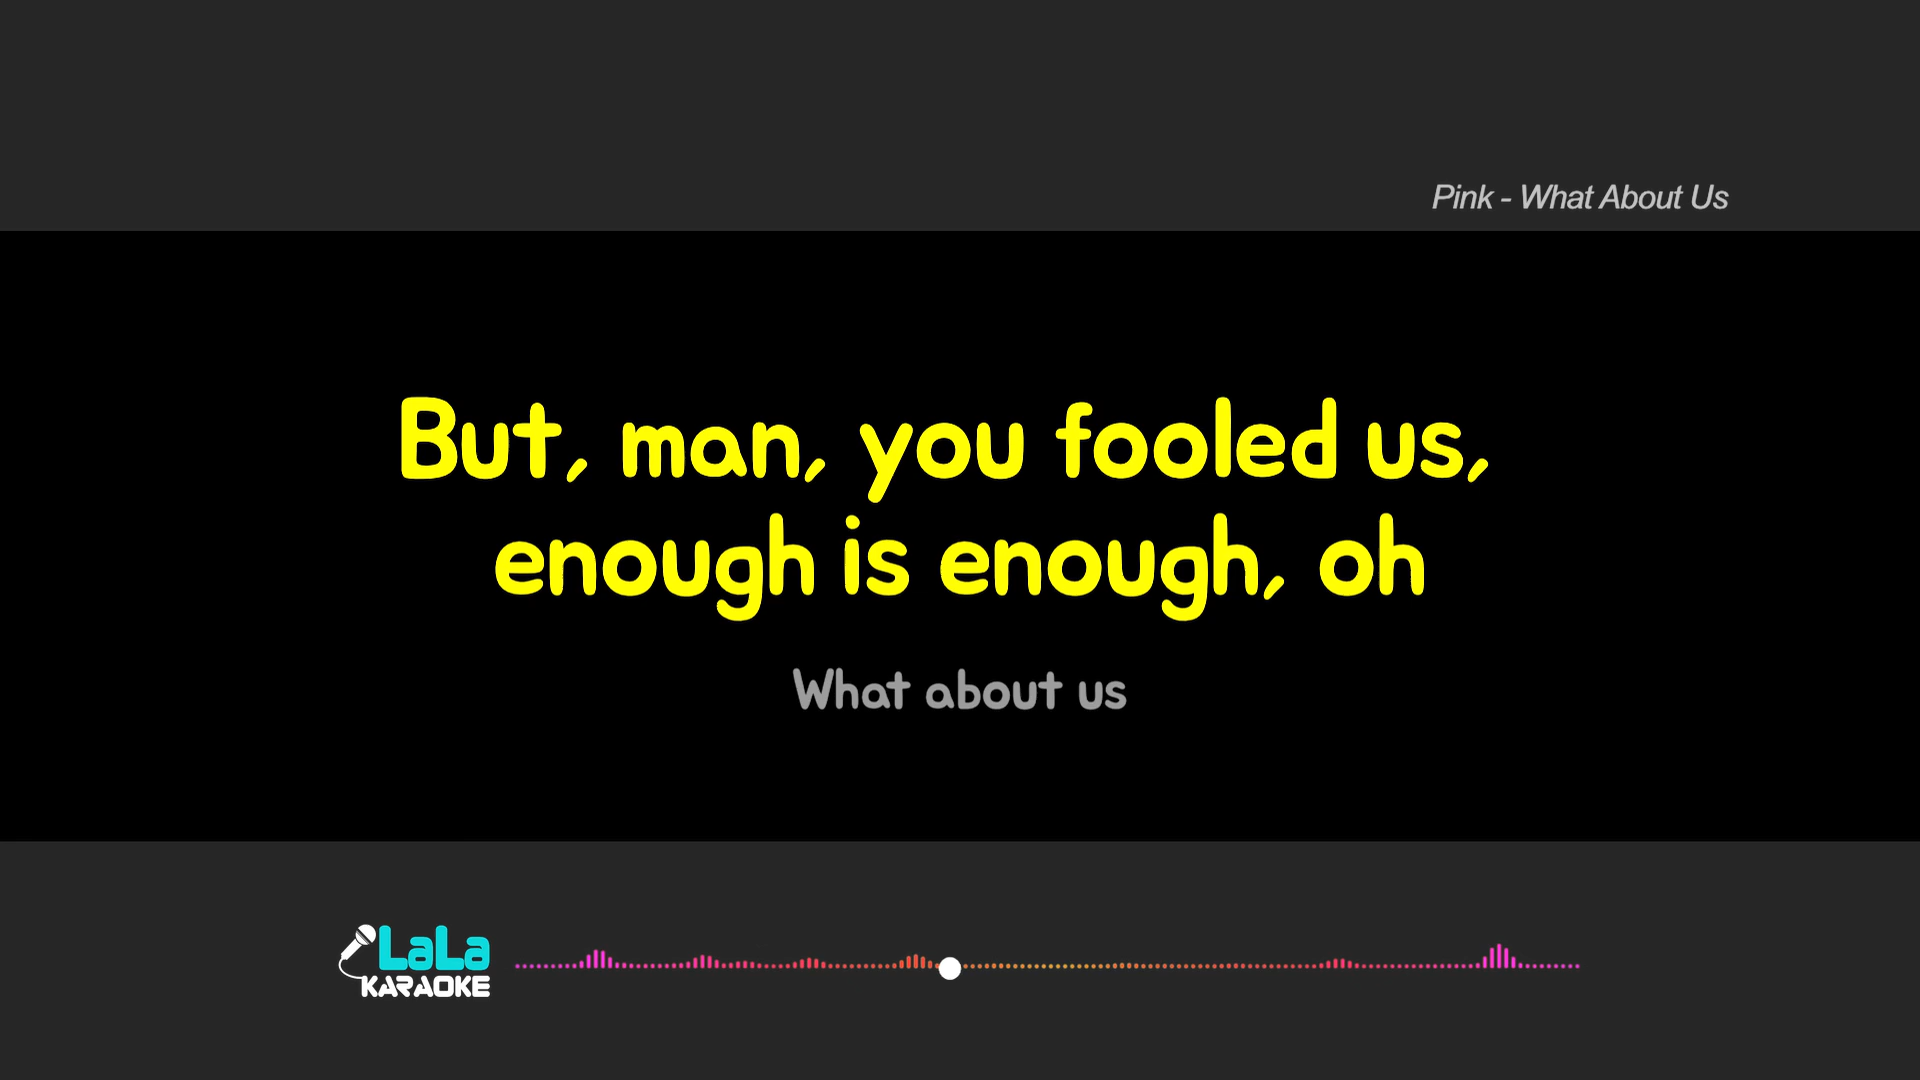 Pink - What About Us
But, man, you fooled us,
enough is enough, oh
What about us
LaLa
KARAOKE